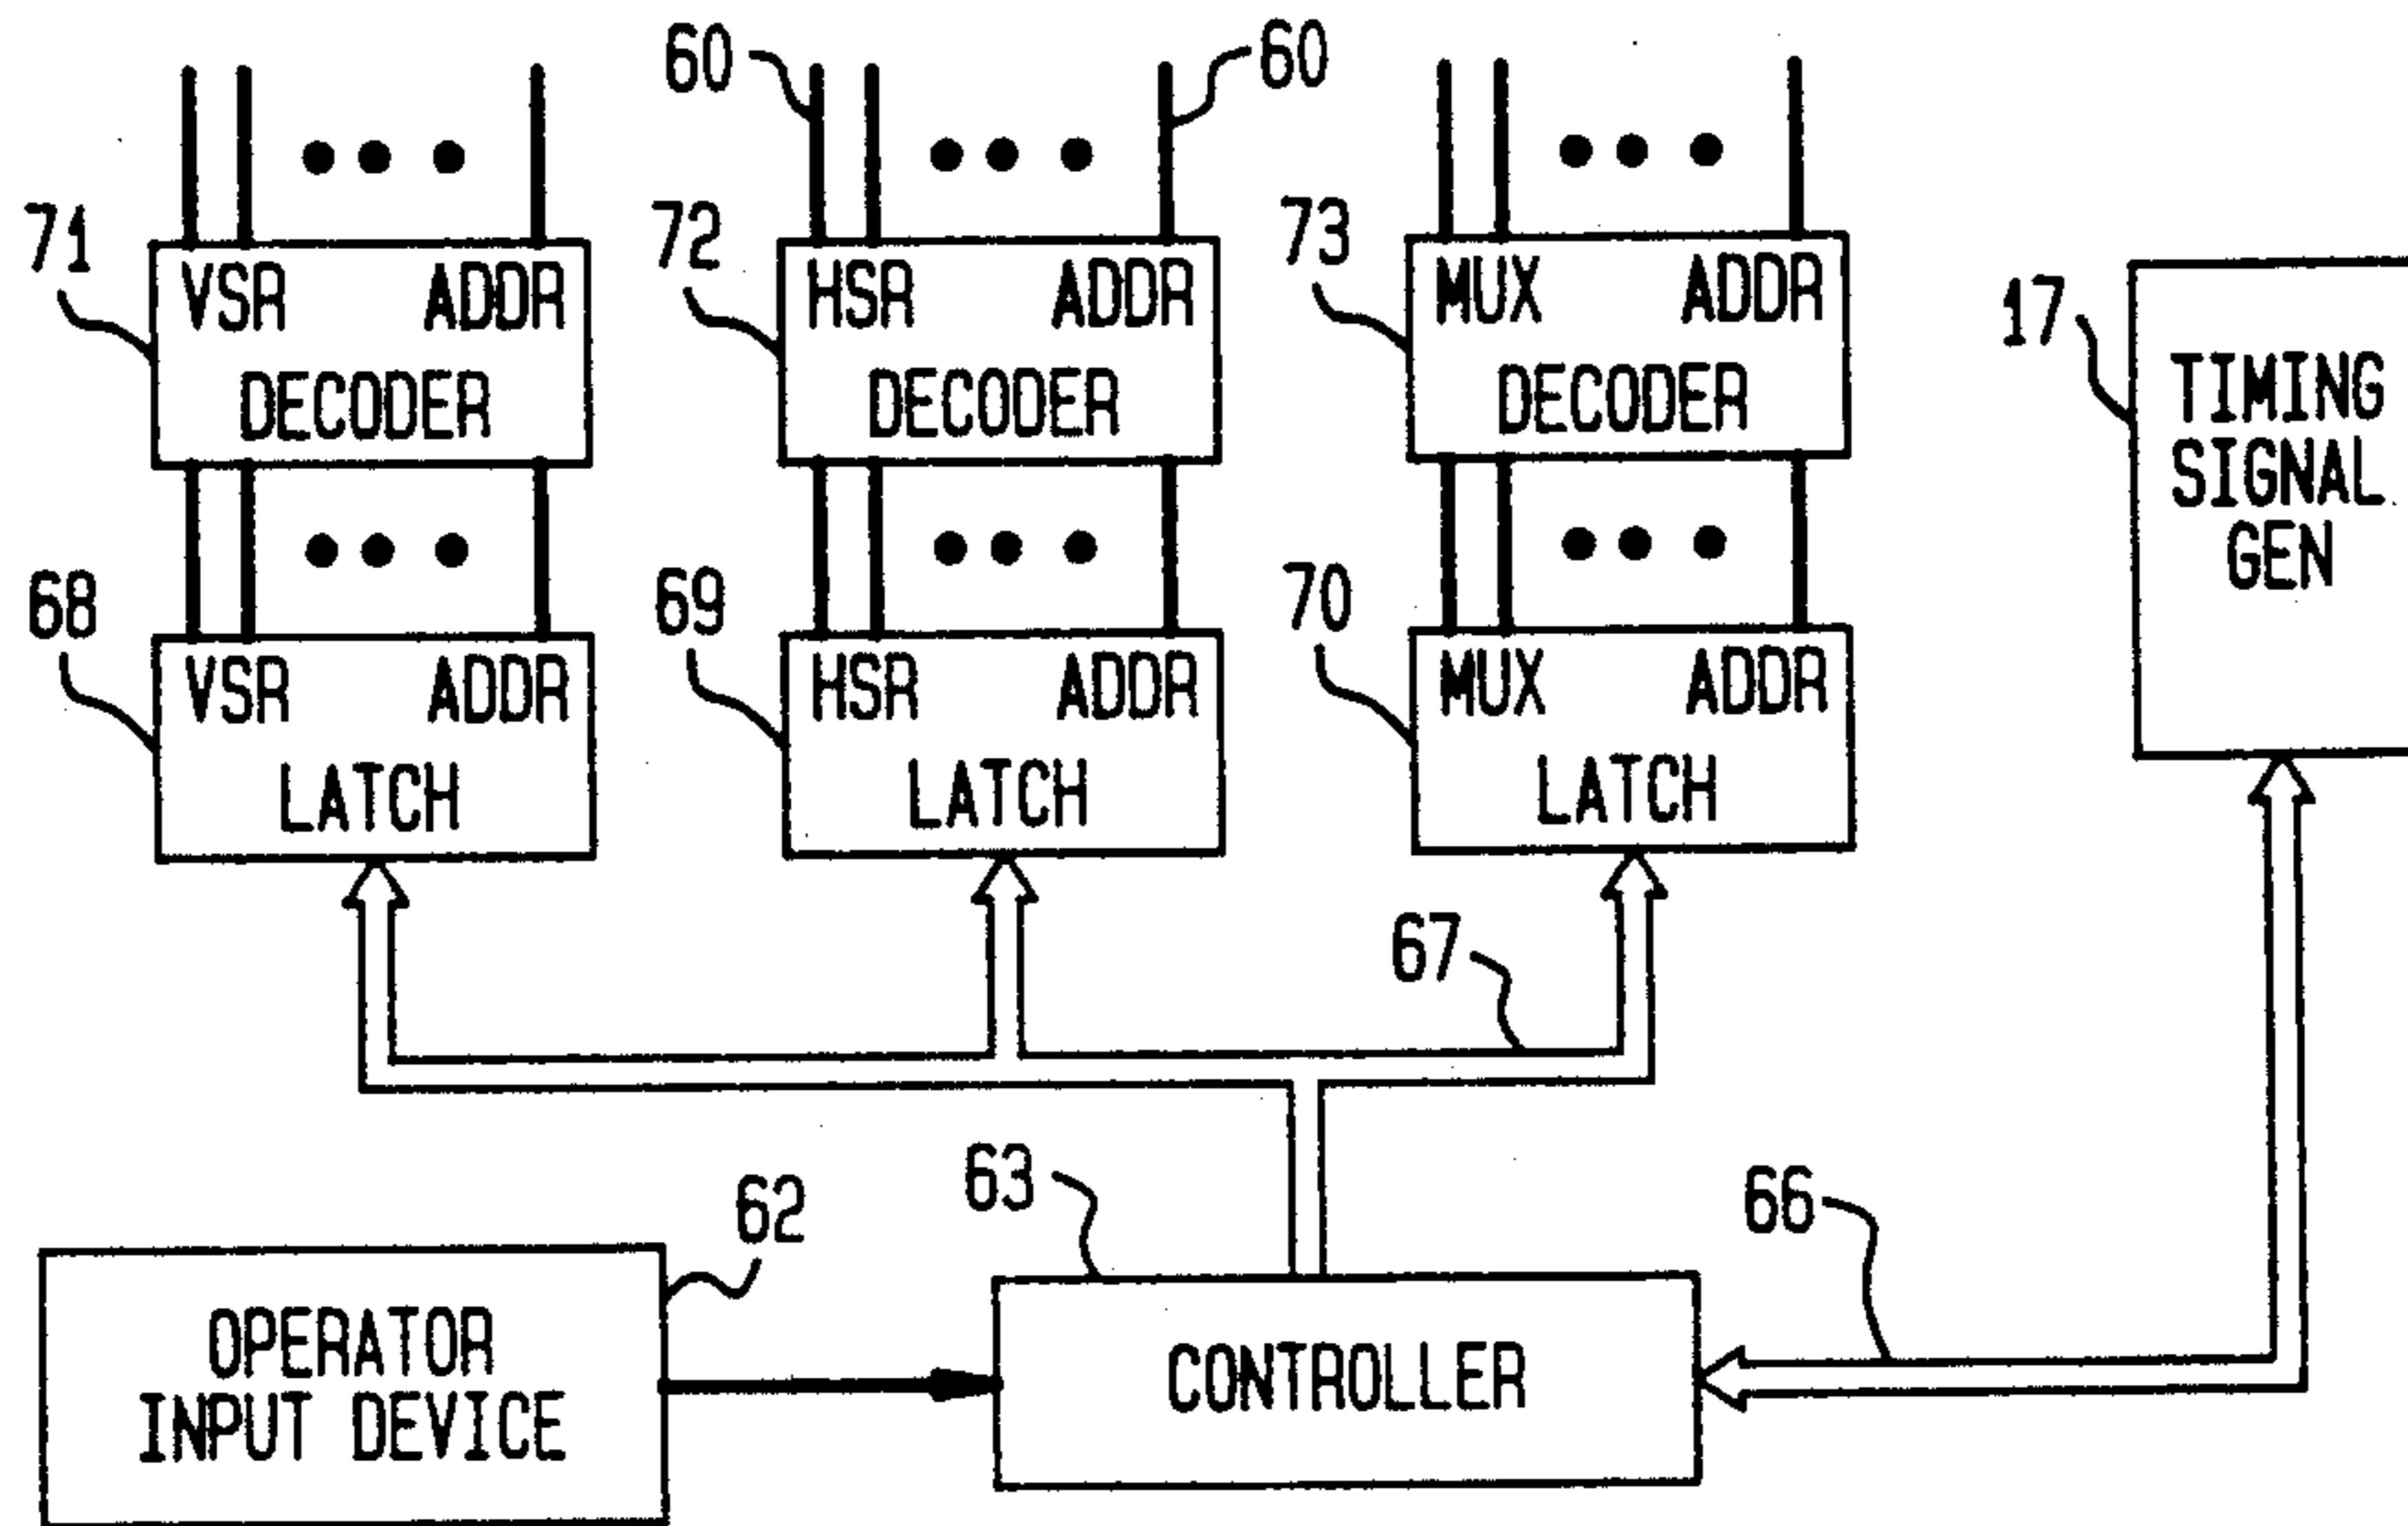 60
60
71
72
73
17
VSR ADDR
DECODER
HSR ADDR
DECODER
MUX ADDR
DECODER
TIMING
SIGNAL
GEN
68
69
70
VSR ADDR
LATCH
HSR ADDR
LATCH
MUX ADDR
LATCH
67
62
63
66
OPERATOR
INPUT DEVICE
CONTROLLER